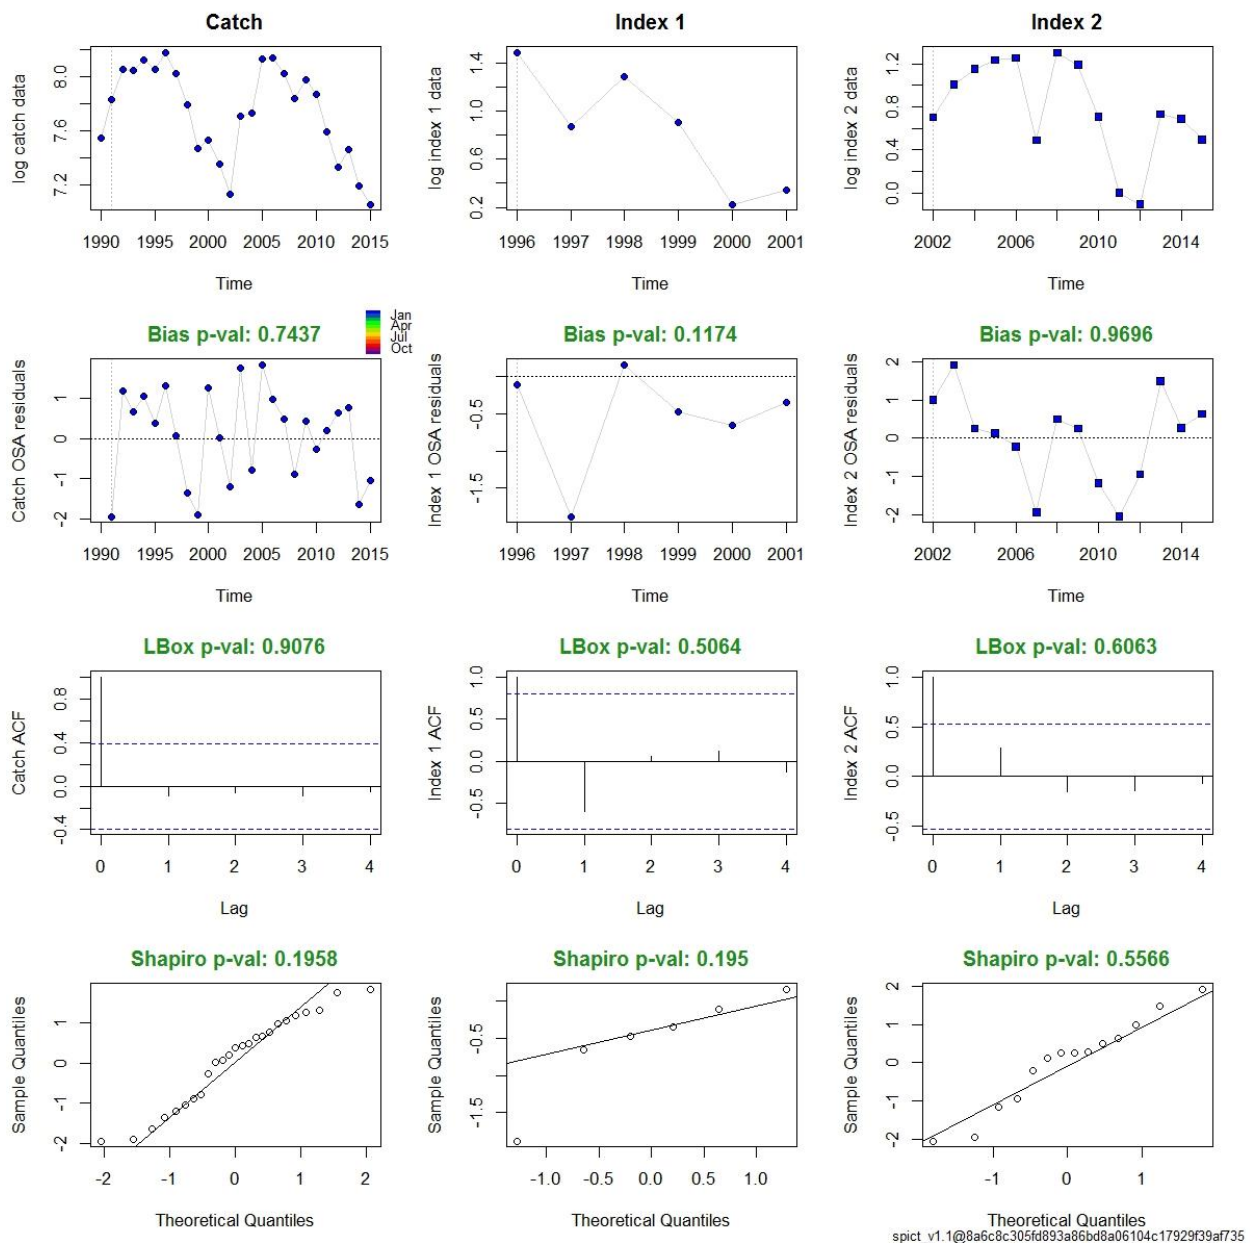 Catch Index 1 Index 2
log catch data
7.2 7.6 8.0
1990 1995 2000 2005 2010 2015
Time
log index 1 data
0.2 0.6 1.0 1.4
1996 1997 1998 1999 2000 2001
Time
log index 2 data
0.0 0.4 0.8 1.2
2002 2006 2010 2014
Time
Bias p-val: 0.7437
Jan
Apr
Jul
Oct
Bias p-val: 0.1174
Bias p-val: 0.9696
Catch OSA residuals
-2 -1 0 1
1990 1995 2000 2005 2010 2015
Time
Index 1 OSA residuals
-1.5 -0.5
1996 1997 1998 1999 2000 2001
Time
Index 2 OSA residuals
-2 -1 0 1 2
2002 2006 2010 2014
Time
LBox p-val: 0.9076
LBox p-val: 0.5064
LBox p-val: 0.6063
Catch ACF
-0.4 0.0 0.4 0.8
0 1 2 3 4
Lag
Index 1 ACF
-0.5 0.0 0.5 1.0
0 1 2 3 4
Lag
Index 2 ACF
-0.5 0.0 0.5 1.0
0 1 2 3 4
Lag
Shapiro p-val: 0.1958
Shapiro p-val: 0.195
Shapiro p-val: 0.5566
Sample Quantiles
-2 -1 0 1
-2 -1 0 1 2
Theoretical Quantiles
Sample Quantiles
-1.5 -0.5
-1.0 -0.5 0.0 0.5 1.0
Theoretical Quantiles
Sample Quantiles
-2 -1 0 1 2
-1 0 1
Theoretical Quantiles
spict_v1.1@8a6c8c305fd893a86bd8a06104c17929f39af735